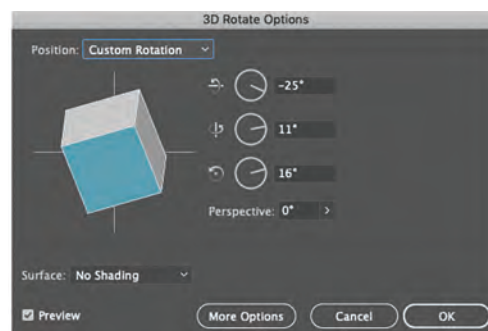 3D Rotate Options
Position: Custom Rotation
-25°
11°
16°
Perspective: 0°
Surface: No Shading
Preview
More Options
Cancel
OK